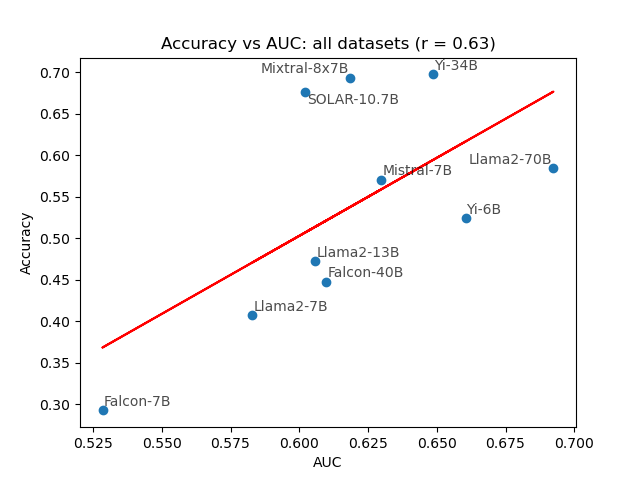 Accuracy vs AUC: all datasets (r = 0.63)
Mixtral-8x7B
Yi-34B
SOLAR-10.7B
Mistral-7B
Llama2-70B
Yi-6B
Llama2-13B
Falcon-40B
Llama2-7B
Falcon-7B
Accuracy
0.70
0.65
0.60
0.55
0.50
0.45
0.40
0.35
0.30
0.525 0.550 0.575 0.600 0.625 0.650 0.675 0.700
AUC